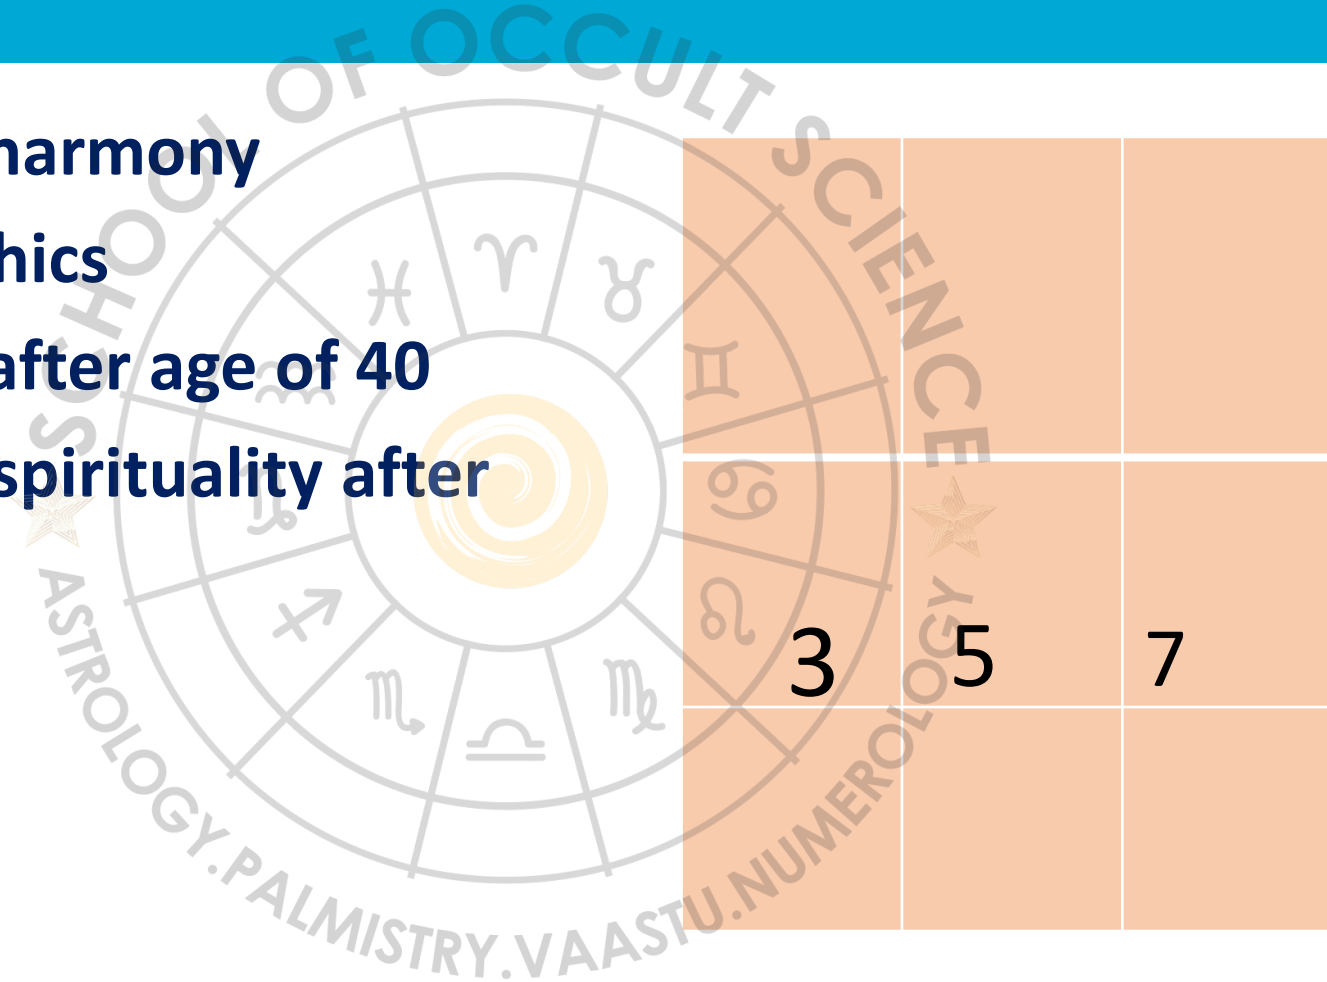 SCHOOL OF OCCULT SCIENCE
harmony
hics
after age of 40
spirituality after
3 5 7
ASTROLOGY.PALMISTRY.VAASTU.NUMEROLOGY